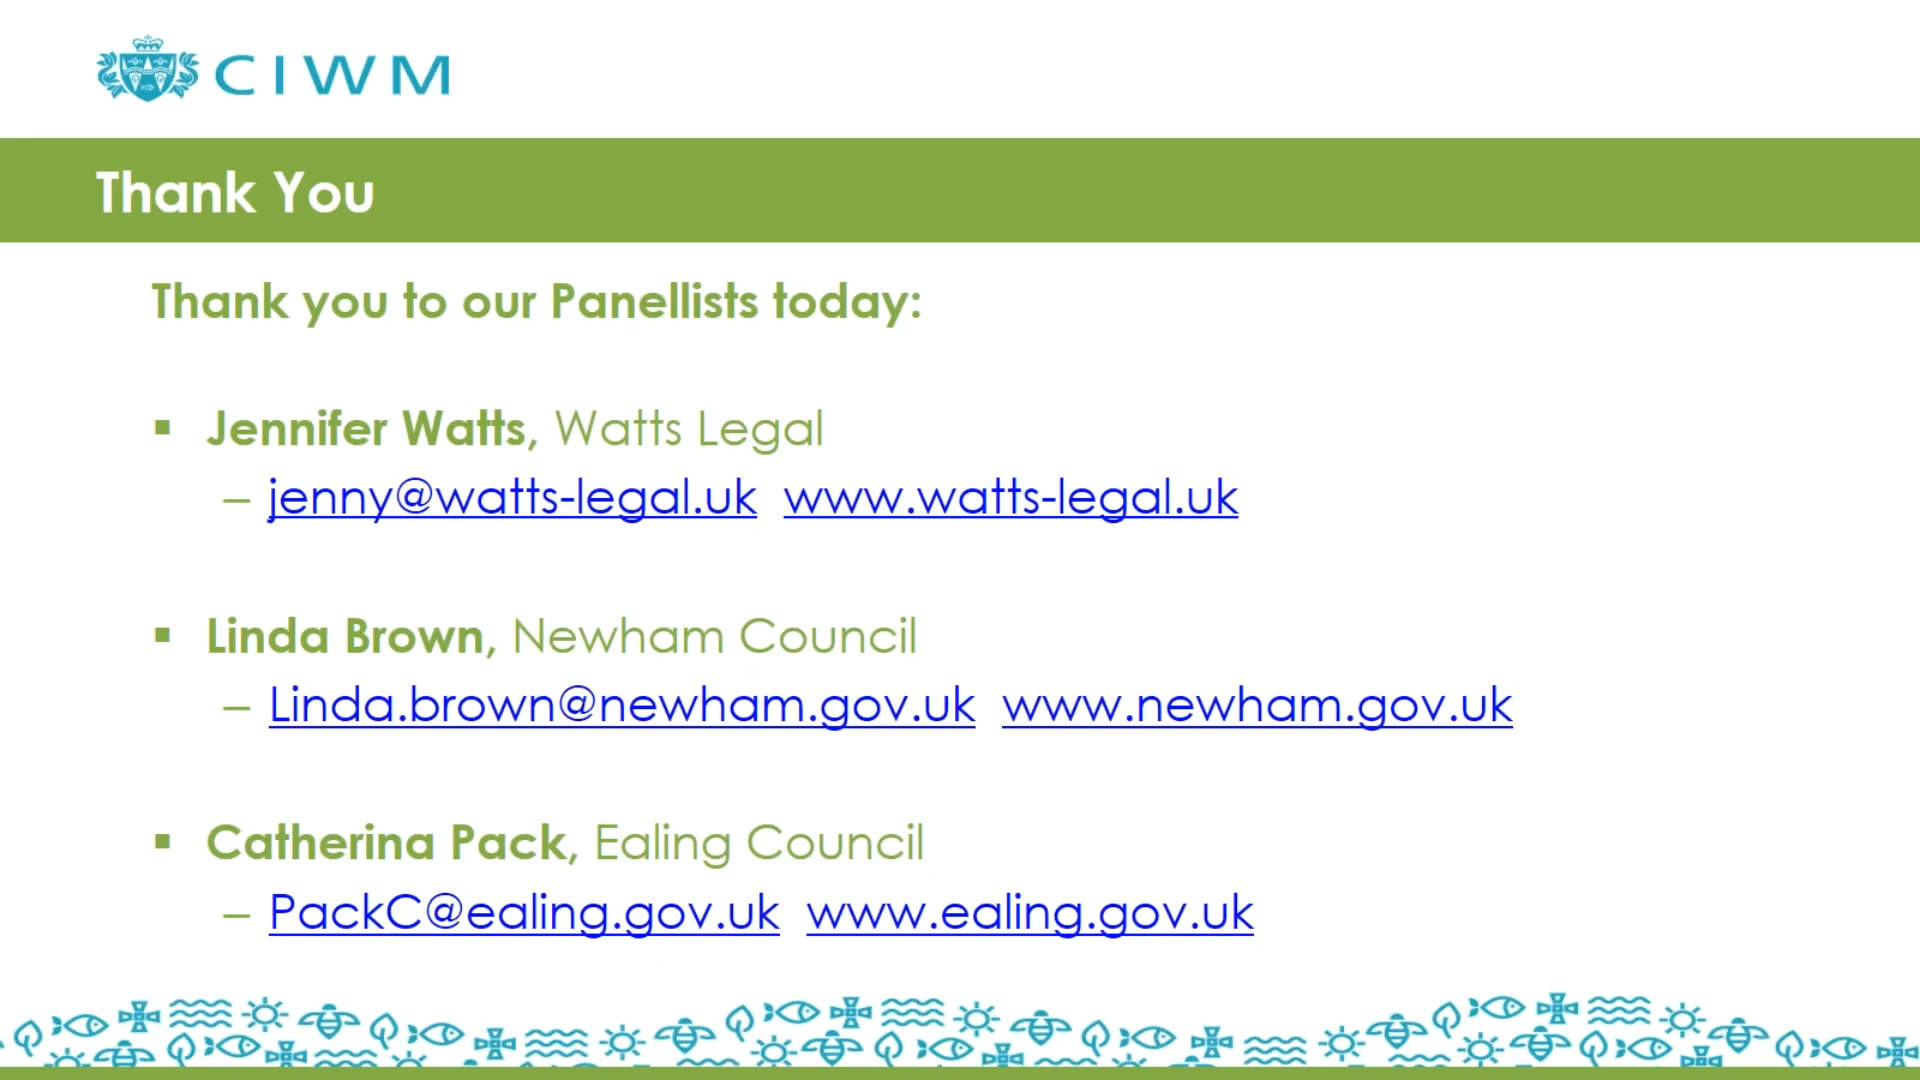 CIWM
Thank You
Thank you to our Panellists today:
▪ Jennifer Watts, Watts Legal
– jenny@watts-legal.uk www.watts-legal.uk
▪ Linda Brown, Newham Council
– Linda.brown@newham.gov.uk www.newham.gov.uk
▪ Catherina Pack, Ealing Council
– PackC@ealing.gov.uk www.ealing.gov.uk